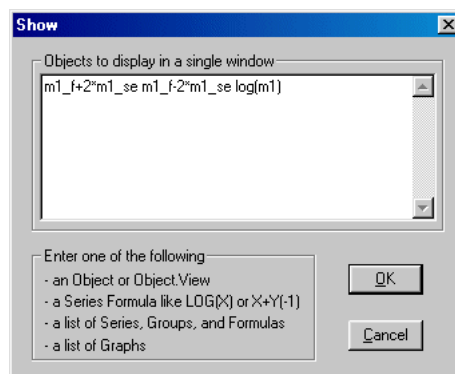 Show
Objects to display in a single window
m1_f+2*m1_se m1_f-2*m1_se log(m1)
Enter one of the following
- an Object or Object.View
- a Series Formula like LOG(X) or X+Y(-1)
- a list of Series, Groups, and Formulas
- a list of Graphs
OK
Cancel